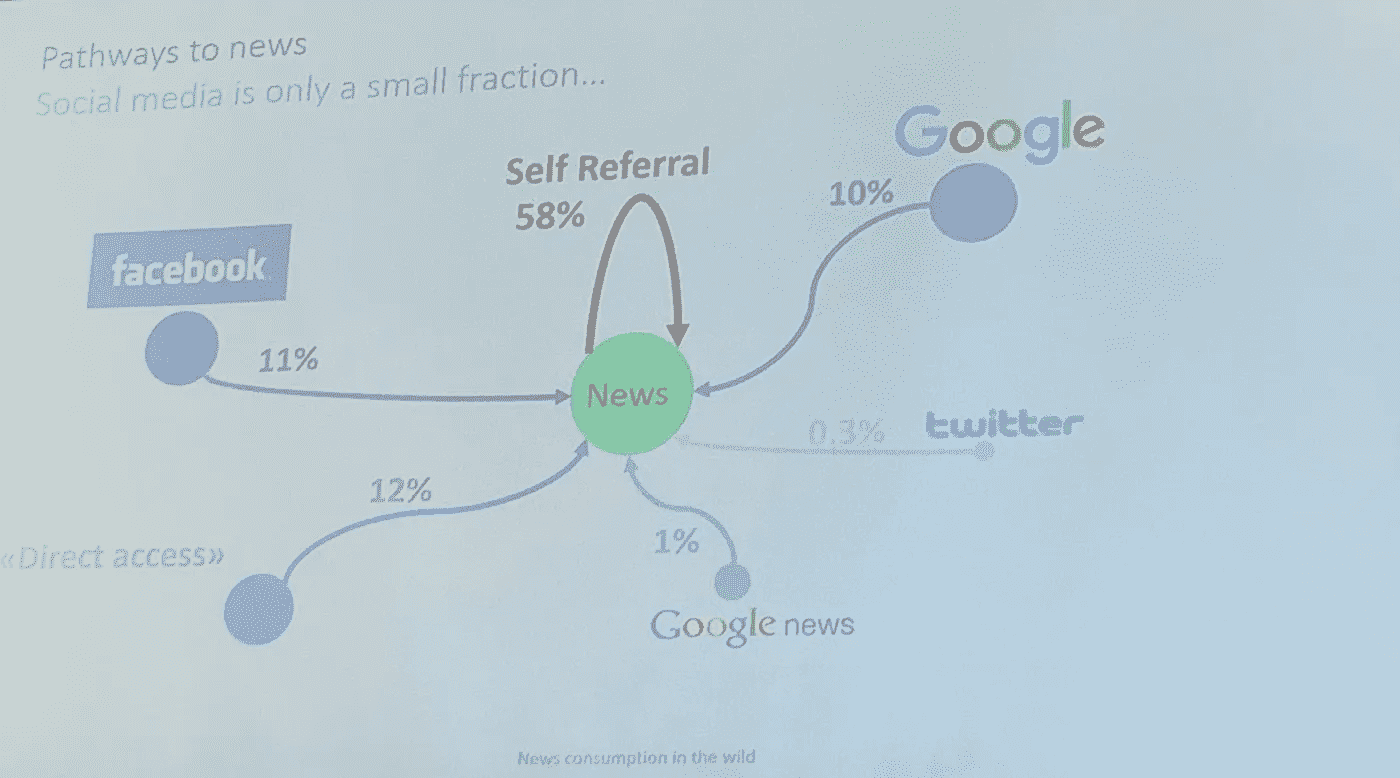 Pathways to news
Social media is only a small fraction...
Google
Self Referral
58%
10%
facebook
11%
News
0.3%
twitter
12%
1%
«Direct access»
Google news
News consumption in the wild